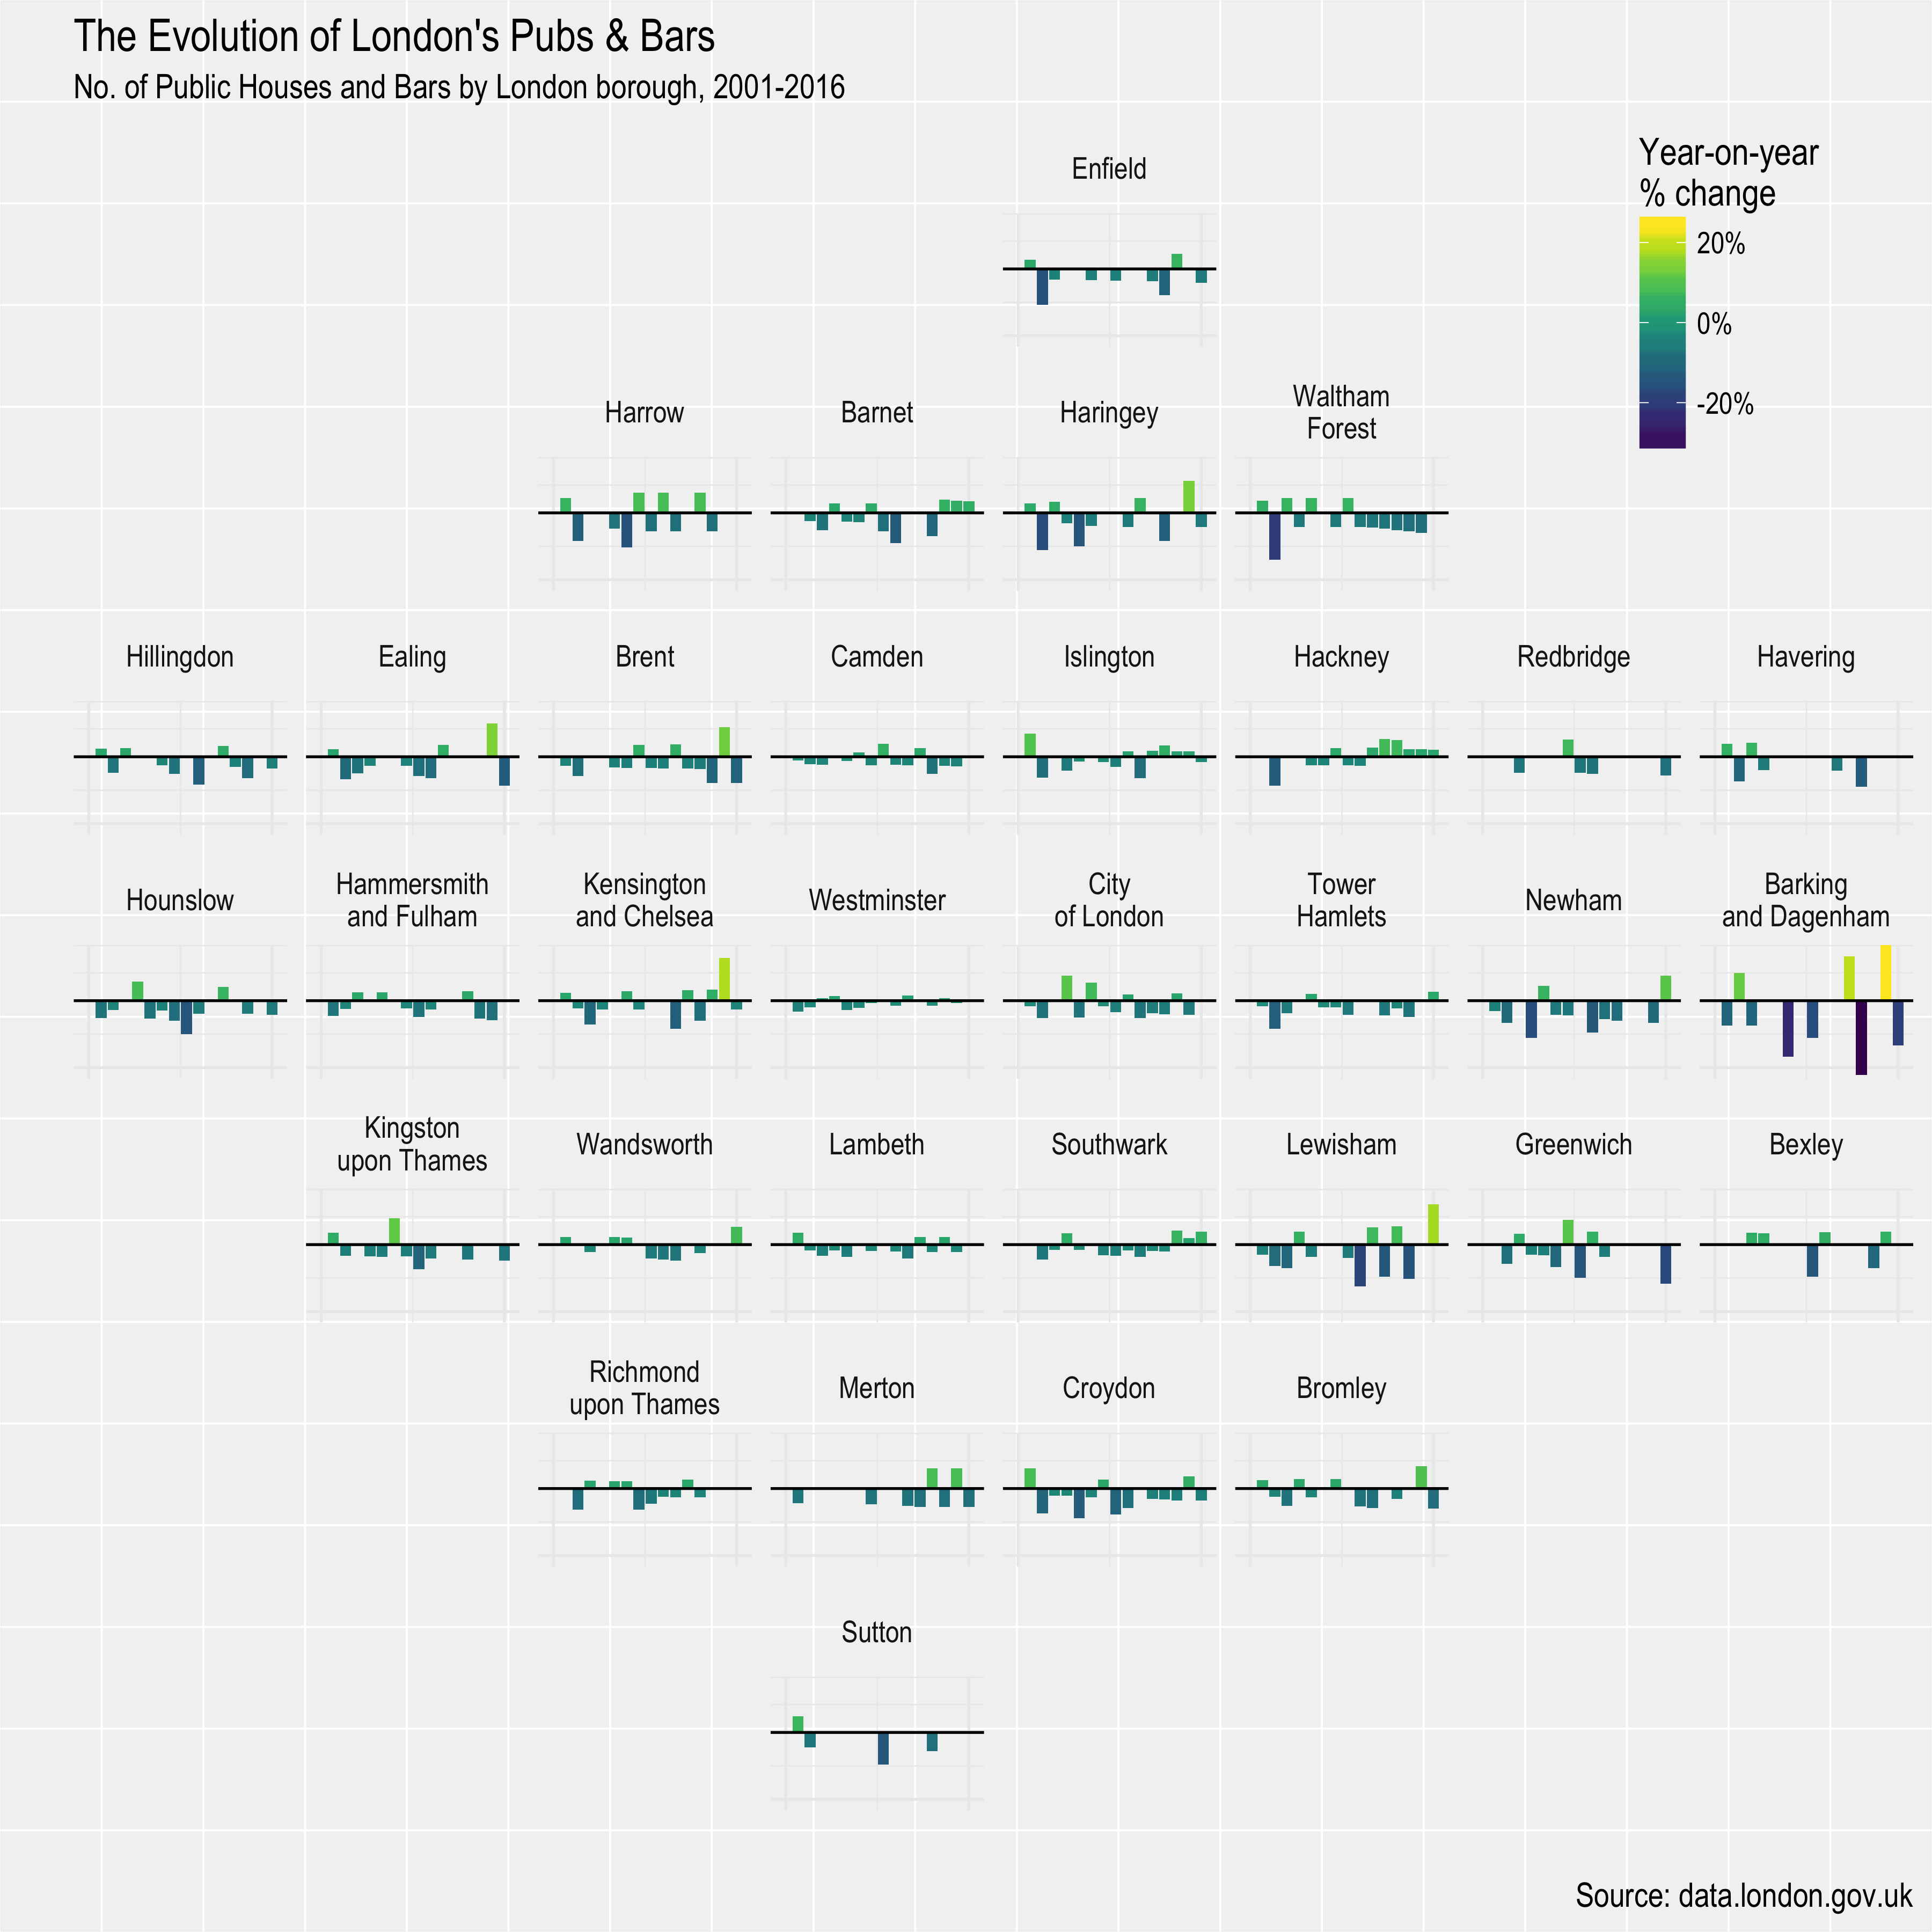 The Evolution of London's Pubs & Bars
No. of Public Houses and Bars by London borough, 2001-2016
Year-on-year
% change
20%
0%
-20%
Enfield
Harrow
Barnet
Haringey
Waltham
Forest
Hillingdon
Ealing
Brent
Camden
Islington
Hackney
Redbridge
Havering
Hounslow
Hammersmith
and Fulham
Kensington
and Chelsea
Westminster
City
of London
Tower
Hamlets
Newham
Barking
and Dagenham
Kingston
upon Thames
Wandsworth
Lambeth
Southwark
Lewisham
Greenwich
Bexley
Richmond
upon Thames
Merton
Croydon
Bromley
Sutton
Source: data.london.gov.uk